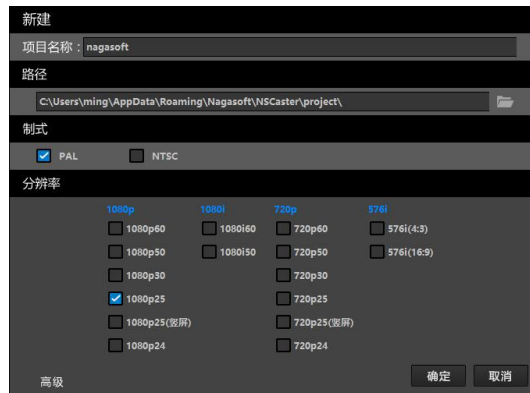 新建
项目名称：nagasoft
路径
C:\Users\ming\AppData\Roaming\Nagasoft\NSCaster\project\
制式
PAL NTSC
分辨率
1080p 1080i 720p 576i
1080p60 1080i60 720p60 576i(4:3)
1080p50 1080i50 720p50 576i(16:9)
1080p30 720p30
1080p25 720p25
1080p25(竖屏) 720p25(竖屏)
1080p24 720p24
高级 确定 取消